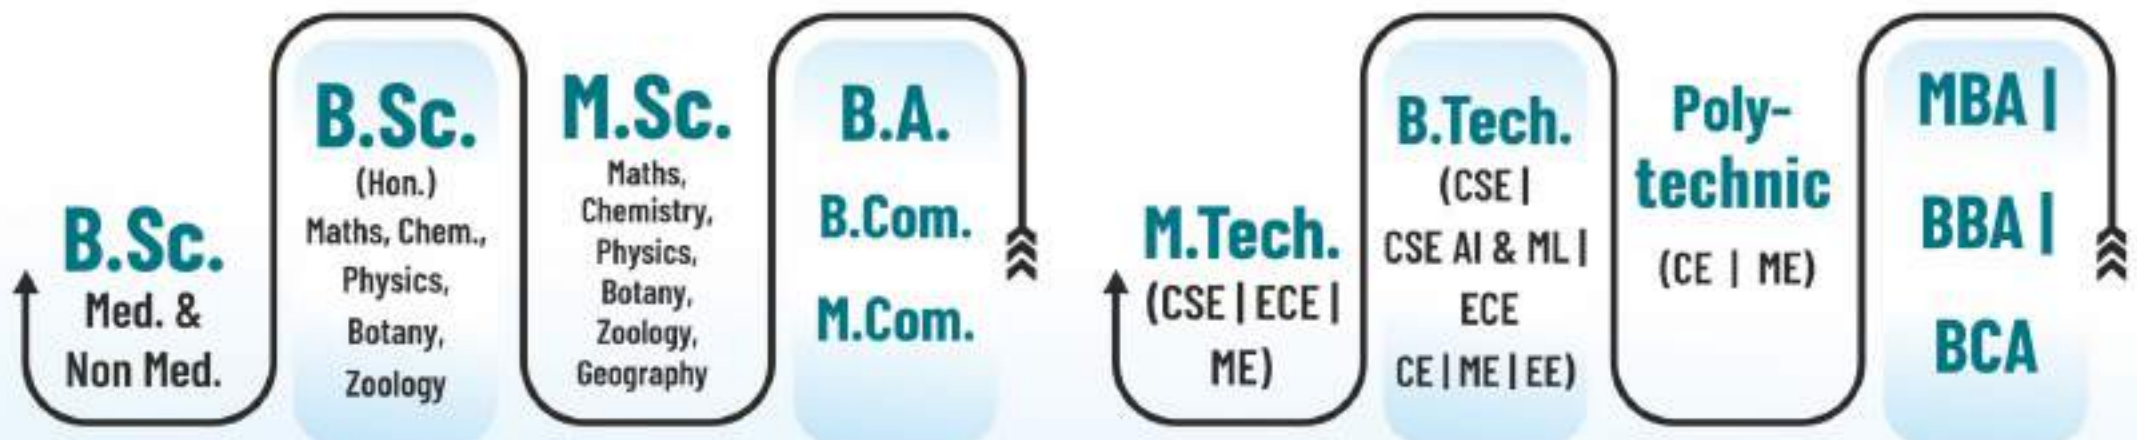 B.Sc.
Med. &
Non Med.
B.Sc.
(Hon.)
Maths, Chem.,
Physics,
Botany,
Zoology
M.Sc.
Maths,
Chemistry,
Physics,
Botany,
Zoology,
Geography
B.A.
B.Com.
M.Com.
M.Tech.
(CSE | ECE |
ME)
B.Tech.
(CSE |
CSE AI & ML |
ECE
CE | ME | EE)
Poly-
technic
(CE | ME)
MBA |
BBA |
BCA